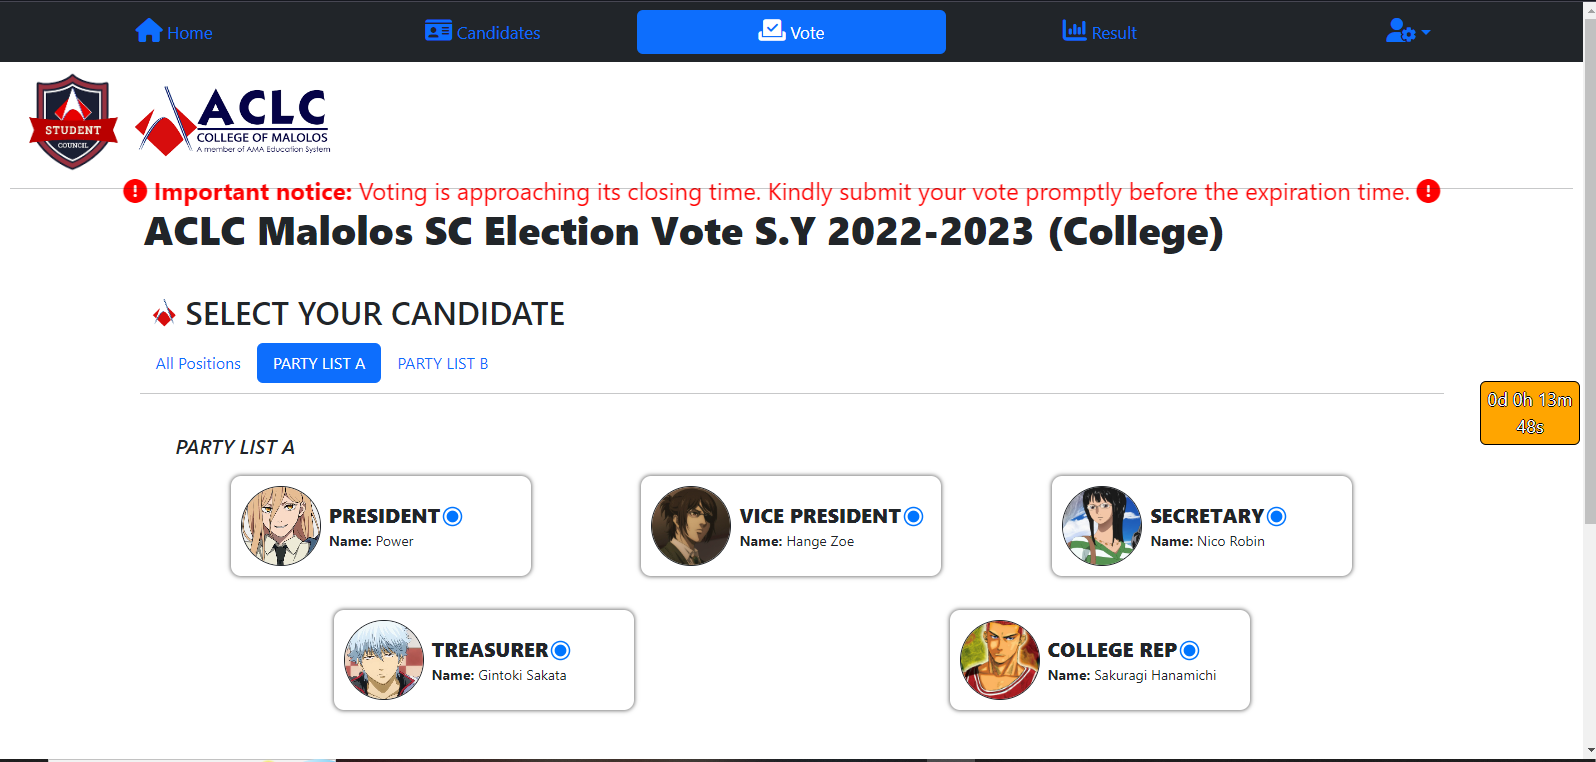 Home
Candidates
Vote
Result
STUDENT
COUNCIL
ACLC
COLLEGE OF MALOLOS
A member of AMA Education System
Important notice: Voting is approaching its closing time. Kindly submit your vote promptly before the expiration time.
ACLC Malolos SC Election Vote S.Y 2022-2023 (College)
SELECT YOUR CANDIDATE
All Positions
PARTY LIST A
PARTY LIST B
0d 0h 13m
48s
PARTY LIST A
PRESIDENT
Name: Power
VICE PRESIDENT
Name: Hange Zoe
SECRETARY
Name: Nico Robin
TREASURER
Name: Gintoki Sakata
COLLEGE REP
Name: Sakuragi Hanamichi